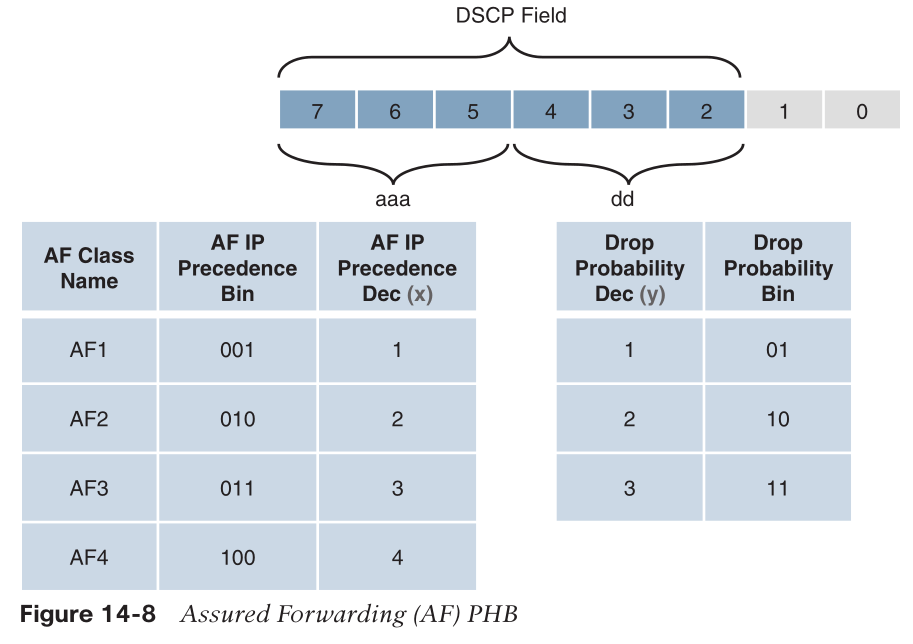 DSCP Field
7 6 5 4 3 2 1 0
aaa dd
AF Class Name AF IP Precedence Bin AF IP Precedence Dec (x) Drop Probability Dec (y) Drop Probability Bin
AF1 001 1 1 01
AF2 010 2 2 10
AF3 011 3 3 11
AF4 100 4
Figure 14-8 Assured Forwarding (AF) PHB